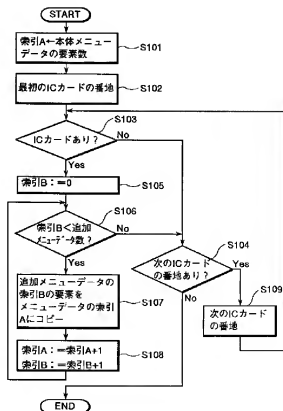 START
索引A←本体メニュー
データの要素数
S101
最初のICカードの番地
S102
S103
ICカードあり?
No
Yes
索引B:=0
S105
S106
索引B<追加
メニューデータ数?
No
Yes
S104
次のICカード
の番地あり?
Yes
No
追加メニューデータの
索引Bの要素を
メニューデータの索引
Aにコピー
S107
S109
次のICカード
の番地
索引A:=索引A+1
索引B:=索引B+1
S108
END